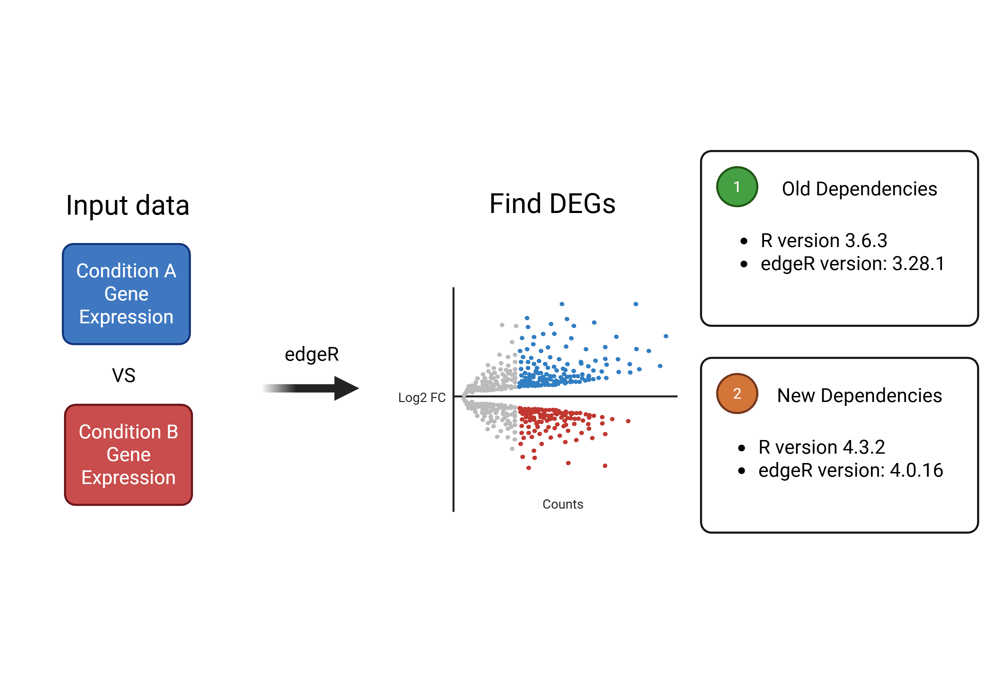 Input data
Condition A
Gene
Expression
VS
Condition B
Gene
Expression
edgeR
Find DEGs
Log2 FC
Counts
1
Old Dependencies
• R version 3.6.3
• edgeR version: 3.28.1
2
New Dependencies
• R version 4.3.2
• edgeR version: 4.0.16